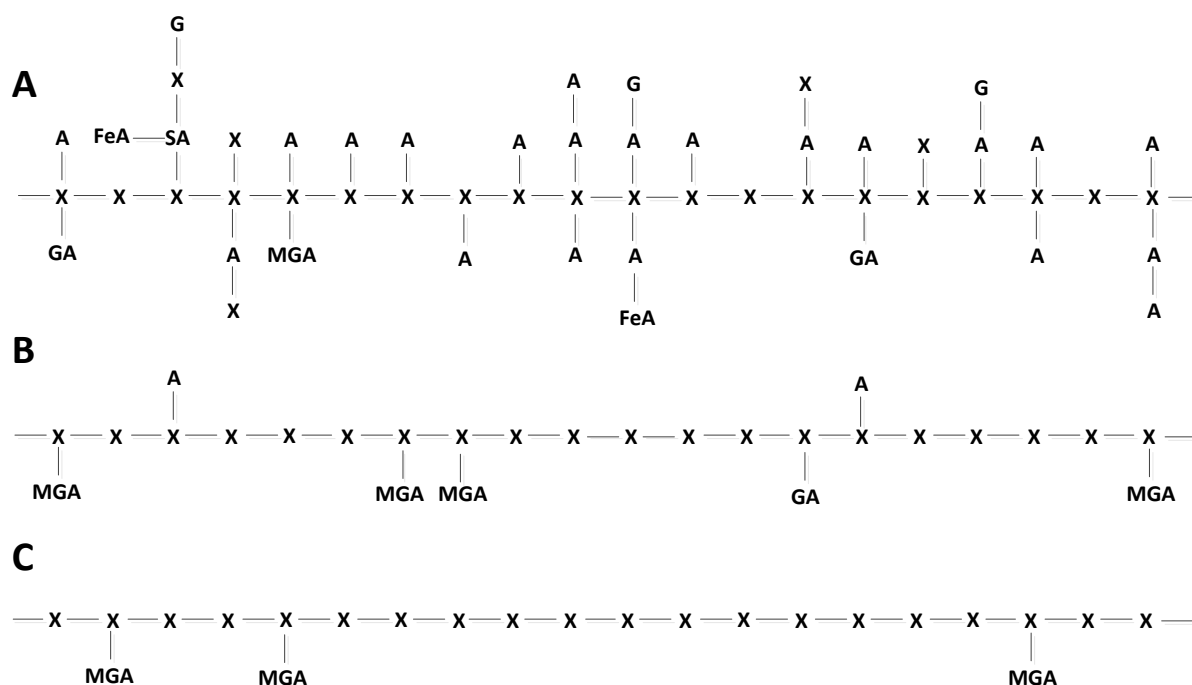 G
A X A G X G
A FeA SA X A A A A A A A A A X A A A
X X X X X X X X X X X X X X X X X X X X
GA A MGA A A A GA A A
X FeA A
B
A A
X X X X X X X X X X X X X X X X X X X X
MGA MGA MGA GA MGA
C
X X X X X X X X X X X X X X X X X X X X
MGA MGA MGA